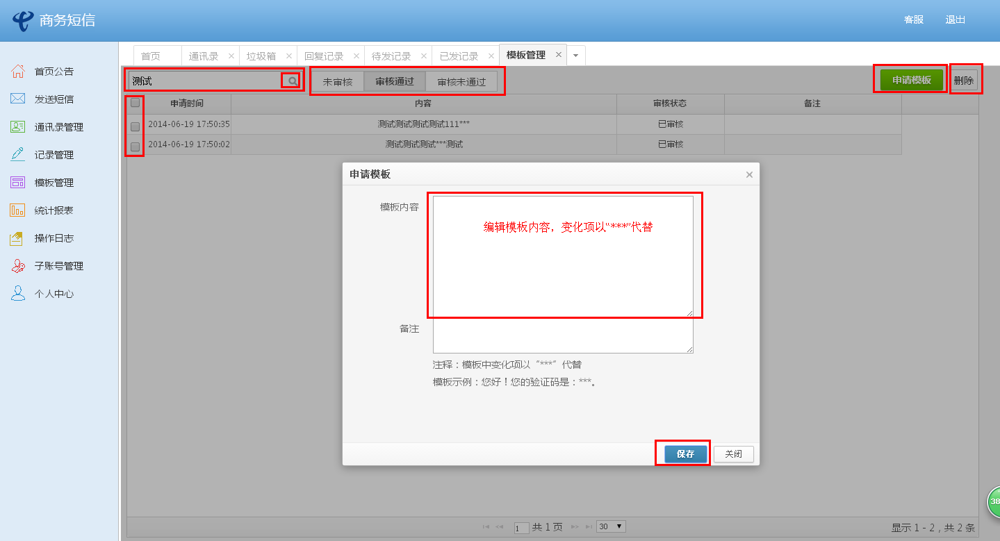 商务短信
客服 退出
首页 通讯录 垃圾箱 回复记录 待发记录 已发记录 模板管理
首页公告
发送短信
通讯录管理
记录管理
模板管理
统计报表
操作日志
子账号管理
个人中心
测试 未审核 审核通过 审核未通过 申请模板 删除
申请时间 内容 审核状态 备注
2014-06-19 17:50:35 测试测试测试测试111*** 已审核
2014-06-19 17:50:02 测试测试测试***测试 已审核
申请模板
模板内容
编辑模板内容，变化项以“***”代替
备注
注释：模板中变化项以“***”代替
模板示例：您好！您的验证码是：***。
保存 关闭
1 共 1 页 30 显示 1 - 2，共 2 条
38